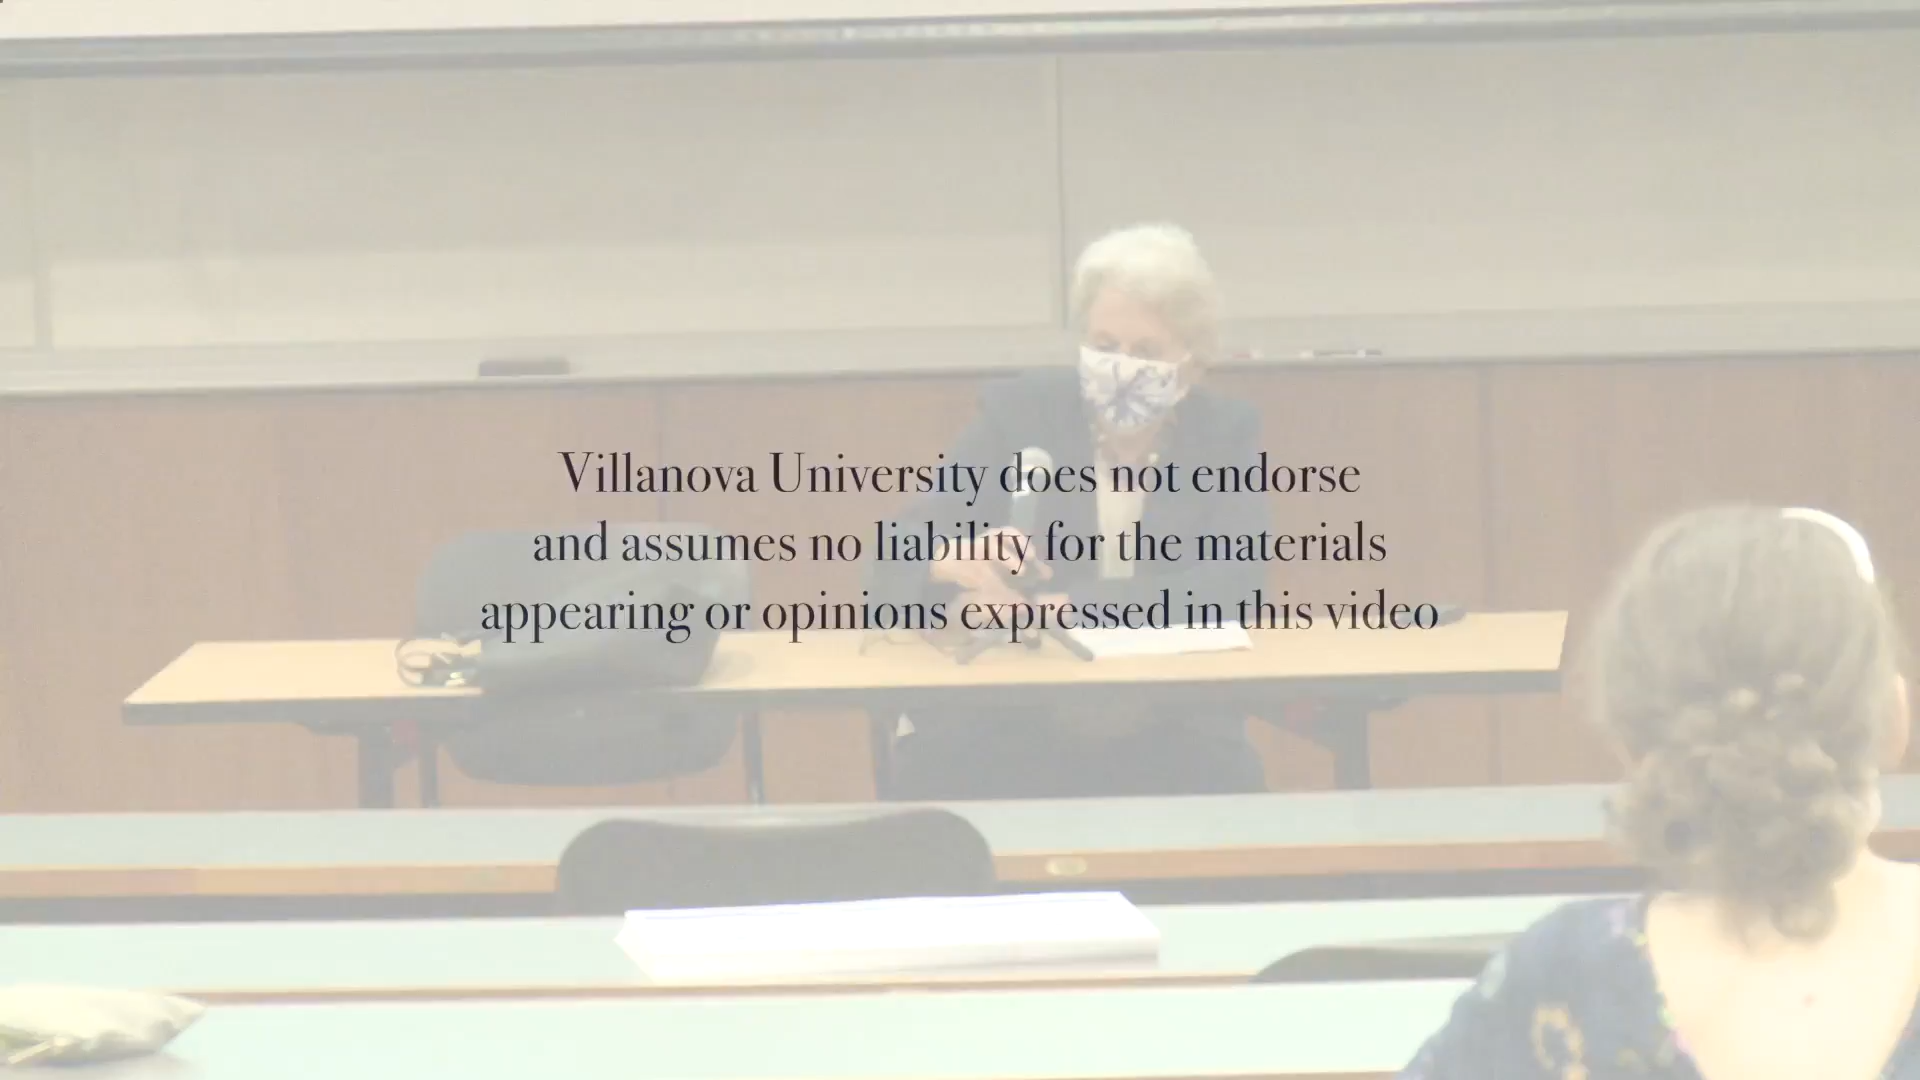 Villanova University does not endorse
and assumes no liability for the materials
appearing or opinions expressed in this video